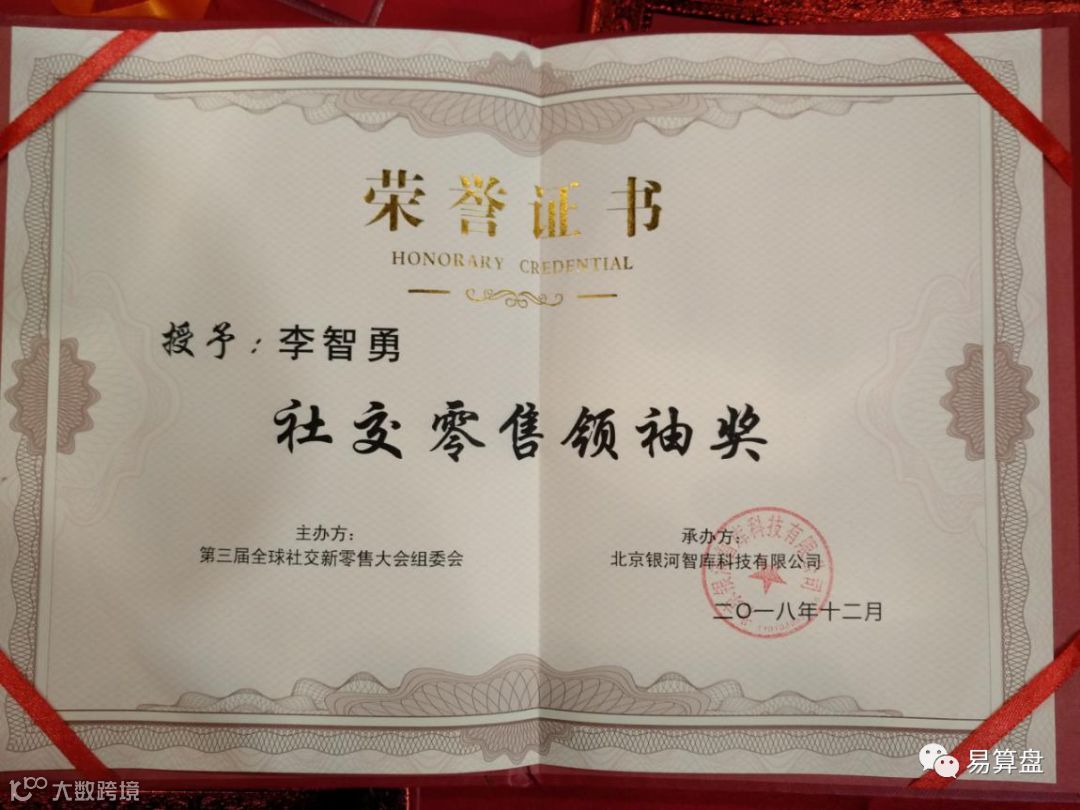 荣誉证书
HONORARY CREDENTIAL
授予：李智勇
社交零售领袖奖
主办方：
第三届全球社交新零售大会组委会
承办方：
北京银河智库科技有限公司
二〇一八年十二月
易算盘
大数跨境